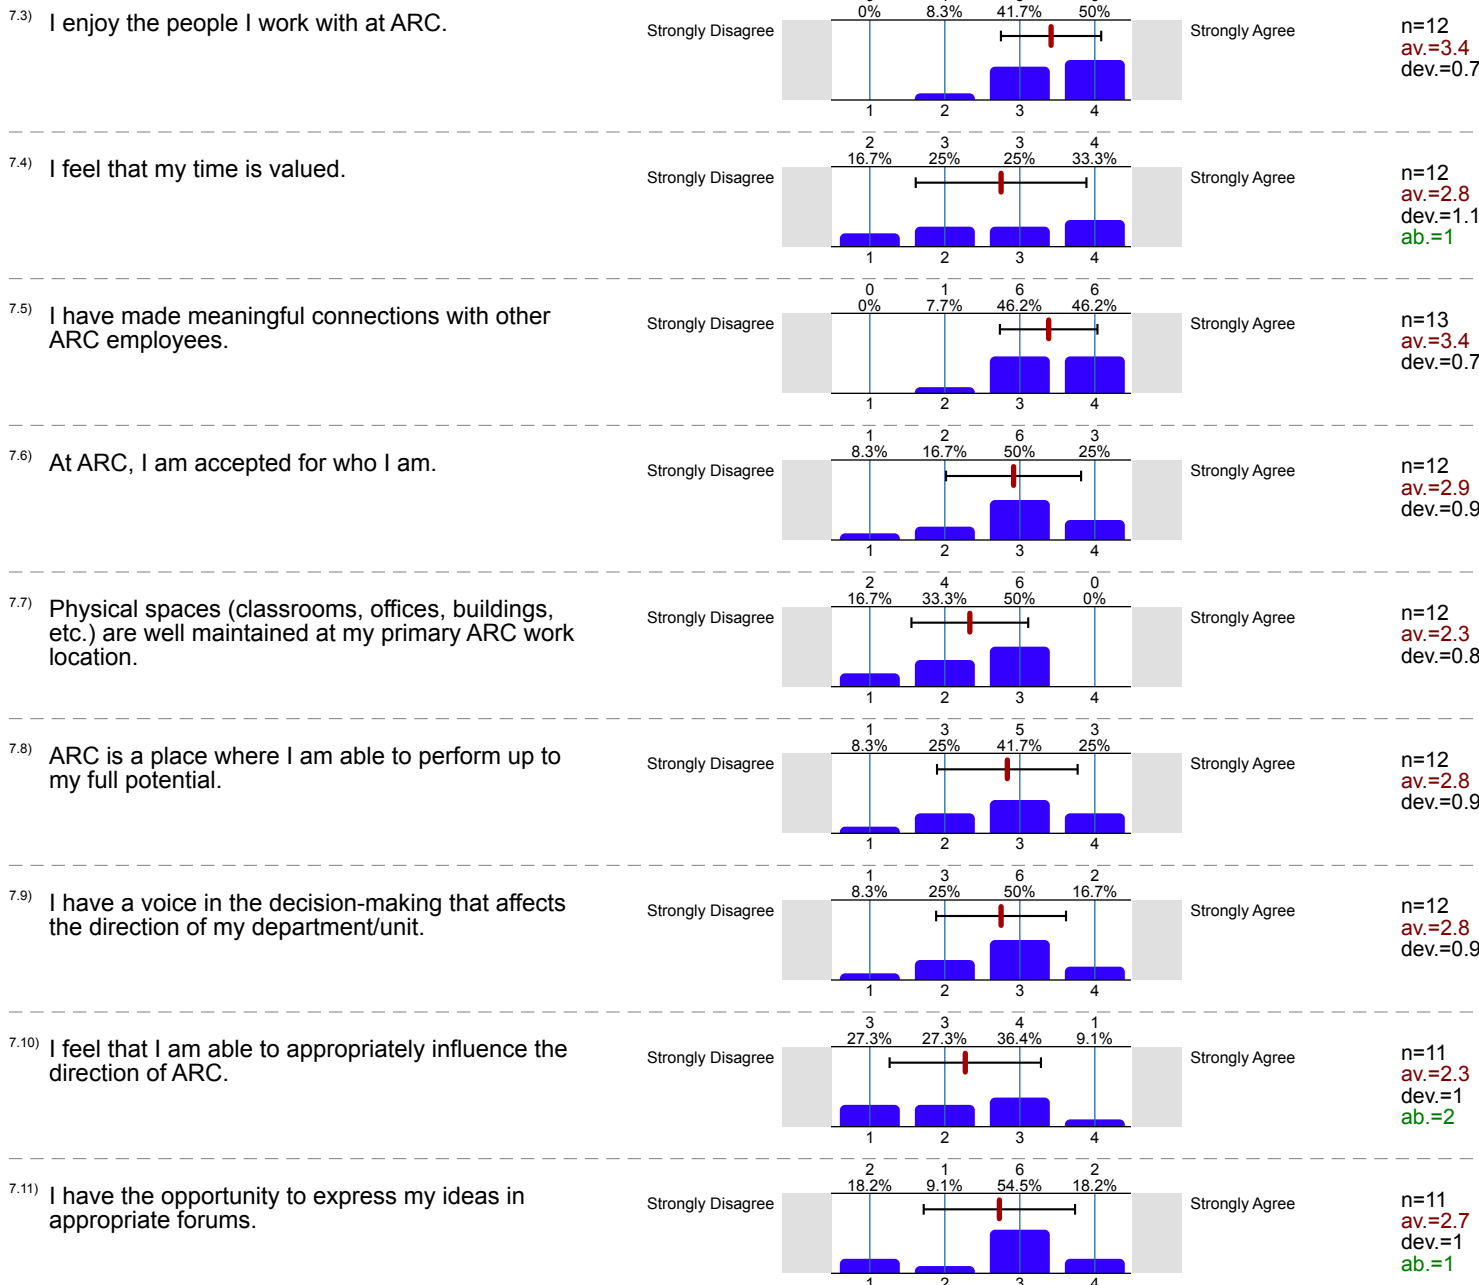 0% 8.3% 41.7% 50%
7.3) I enjoy the people I work with at ARC.
Strongly Disagree
Strongly Agree
n=12
av.=3.4
dev.=0.7
1 2 3 4
2 3 3 4
16.7% 25% 25% 33.3%
7.4) I feel that my time is valued.
Strongly Disagree
Strongly Agree
n=12
av.=2.8
dev.=1.1
ab.=1
1 2 3 4
0 1 6 6
0% 7.7% 46.2% 46.2%
7.5) I have made meaningful connections with other
ARC employees.
Strongly Disagree
Strongly Agree
n=13
av.=3.4
dev.=0.7
1 2 3 4
1 2 6 3
8.3% 16.7% 50% 25%
7.6) At ARC, I am accepted for who I am.
Strongly Disagree
Strongly Agree
n=12
av.=2.9
dev.=0.9
1 2 3 4
2 4 6 0
16.7% 33.3% 50% 0%
7.7) Physical spaces (classrooms, offices, buildings,
etc.) are well maintained at my primary ARC work
location.
Strongly Disagree
Strongly Agree
n=12
av.=2.3
dev.=0.8
1 2 3 4
1 3 5 3
8.3% 25% 41.7% 25%
7.8) ARC is a place where I am able to perform up to
my full potential.
Strongly Disagree
Strongly Agree
n=12
av.=2.8
dev.=0.9
1 2 3 4
1 3 6 2
8.3% 25% 50% 16.7%
7.9) I have a voice in the decision-making that affects
the direction of my department/unit.
Strongly Disagree
Strongly Agree
n=12
av.=2.8
dev.=0.9
1 2 3 4
3 3 4 1
27.3% 27.3% 36.4% 9.1%
7.10) I feel that I am able to appropriately influence the
direction of ARC.
Strongly Disagree
Strongly Agree
n=11
av.=2.3
dev.=1
ab.=2
1 2 3 4
2 1 6 2
18.2% 9.1% 54.5% 18.2%
7.11) I have the opportunity to express my ideas in
appropriate forums.
Strongly Disagree
Strongly Agree
n=11
av.=2.7
dev.=1
ab.=1
1 2 3 4